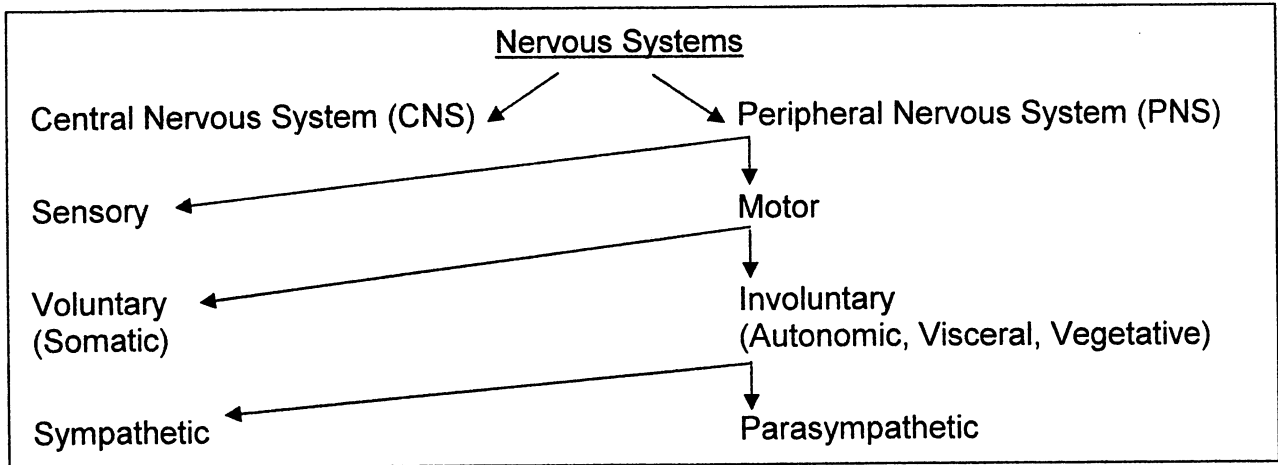 Nervous Systems
Central Nervous System (CNS)
Peripheral Nervous System (PNS)
Sensory
Motor
Voluntary
(Somatic)
Involuntary
(Autonomic, Visceral, Vegetative)
Sympathetic
Parasympathetic